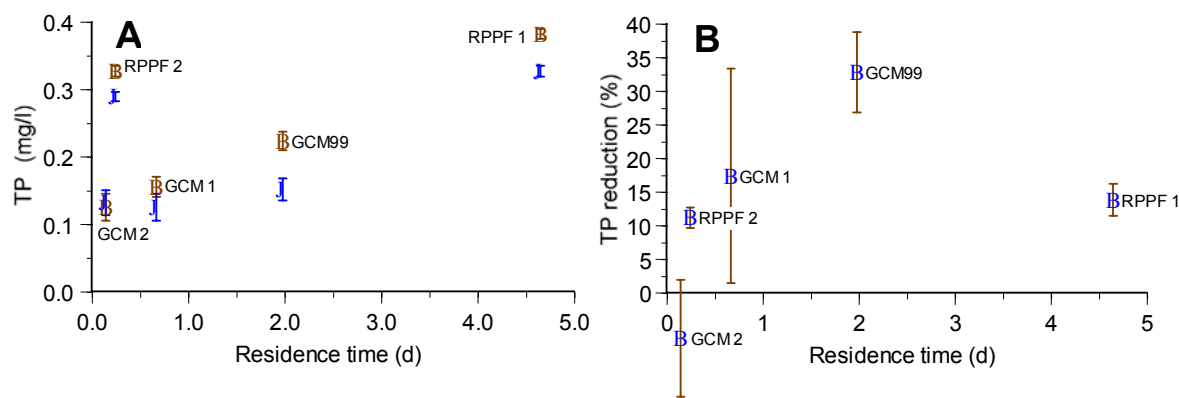 A
TP (mg/l)
0.4
0.3
0.2
0.1
0.0
B RPPF 2
J
RPPF 1 B
J
B GCM99
J
B GCM 1
J
B
J
GCM 2
0.0 1.0 2.0 3.0 4.0 5.0
Residence time (d)
B
TP reduction (%)
40
35
30
25
20
15
10
5
0
B GCM99
B GCM 1
B RPPF 2
B RPPF 1
B GCM 2
0 1 2 3 4 5
Residence time (d)